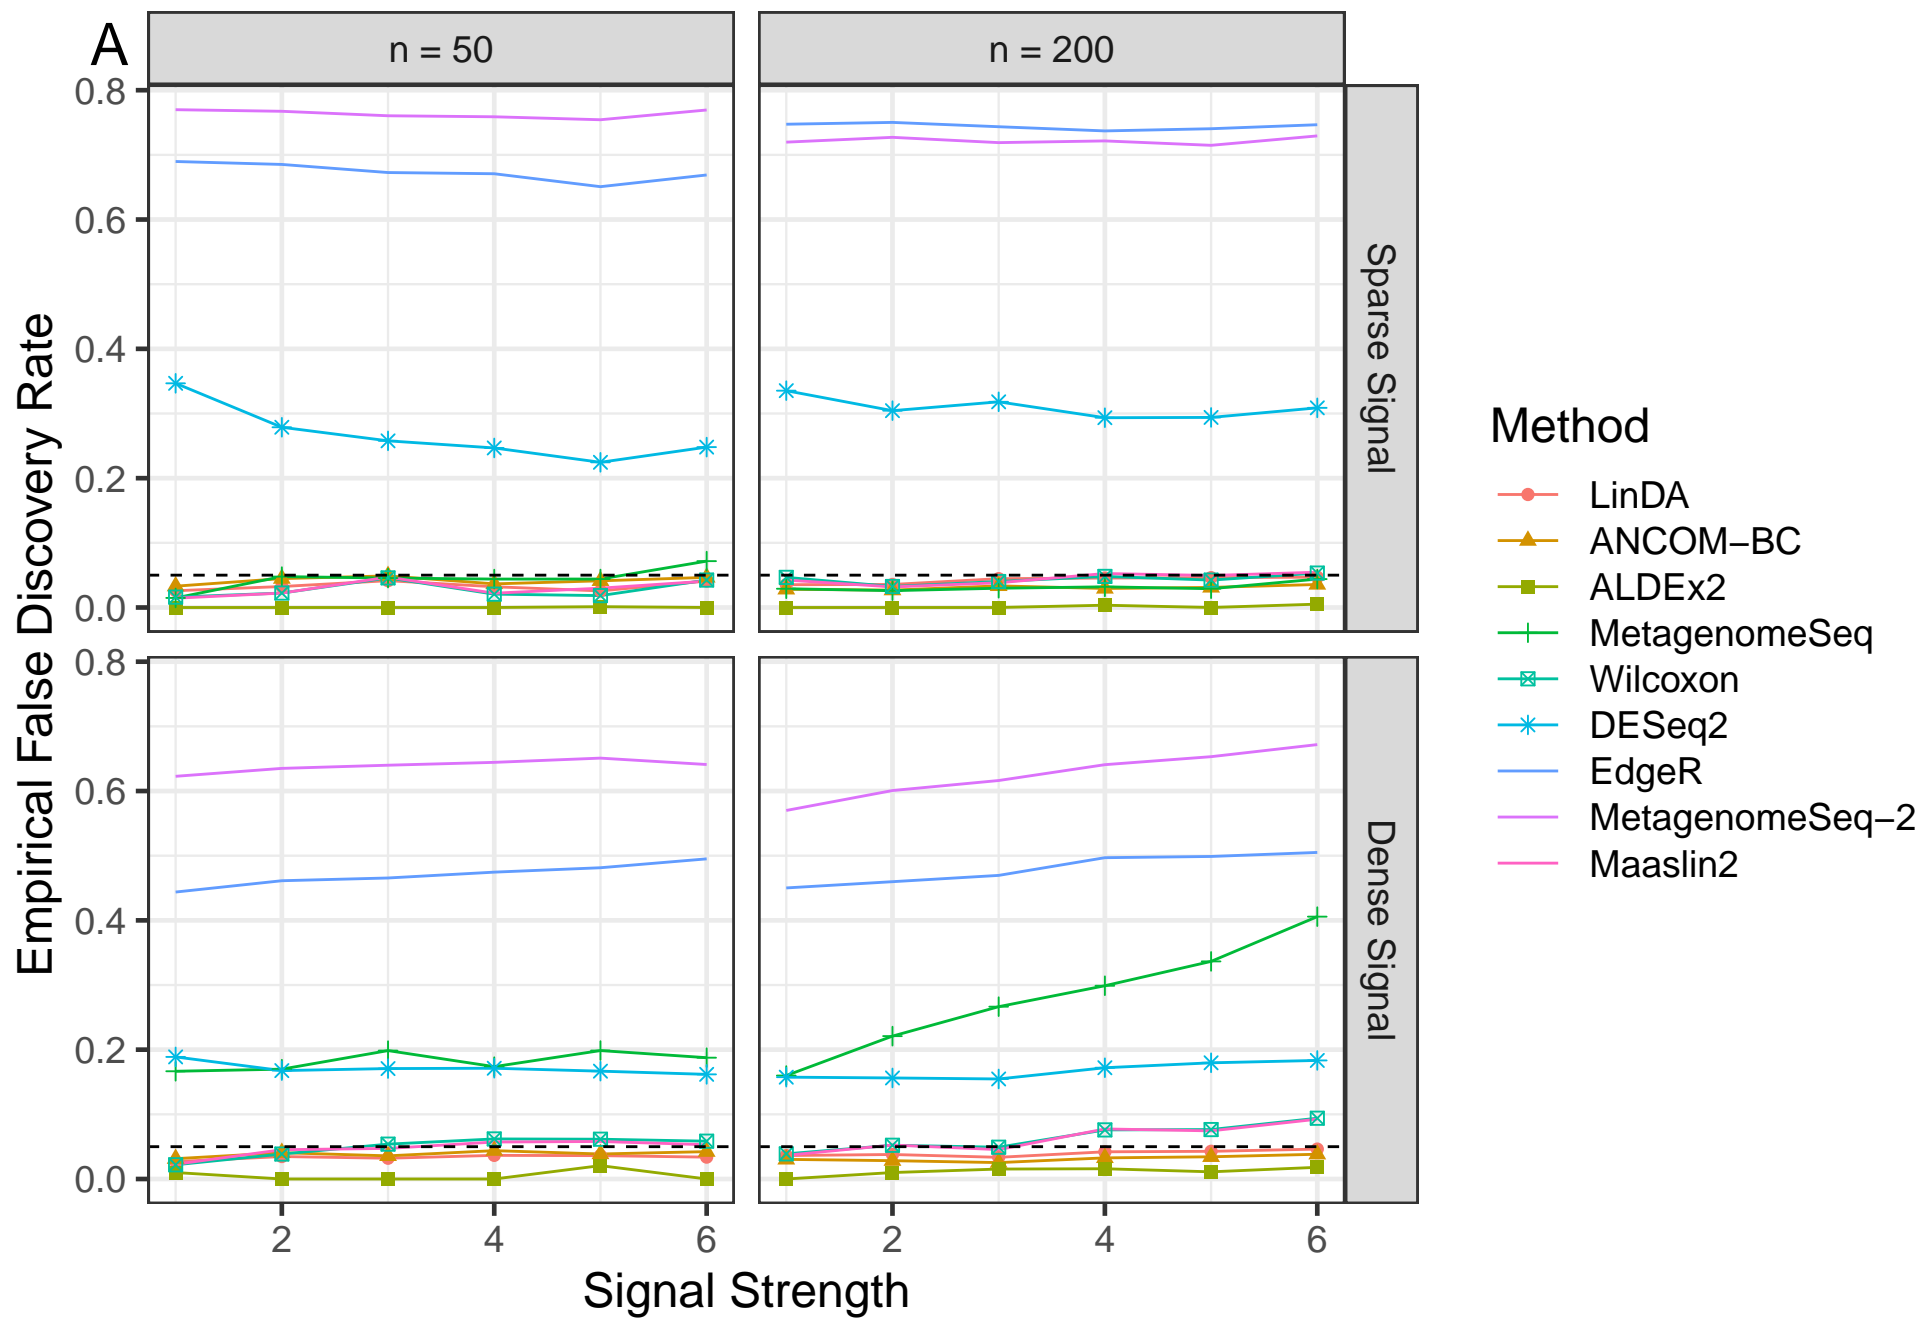 A
n = 50
n = 200
Empirical False Discovery Rate
0.8
0.6
0.4
0.2
0.0
Sparse Signal
0.8
0.6
0.4
0.2
0.0
Dense Signal
2
4
6
2
4
6
Signal Strength
Method
LinDA
ANCOM−BC
ALDEx2
MetagenomeSeq
Wilcoxon
DESeq2
EdgeR
MetagenomeSeq−2
Maaslin2